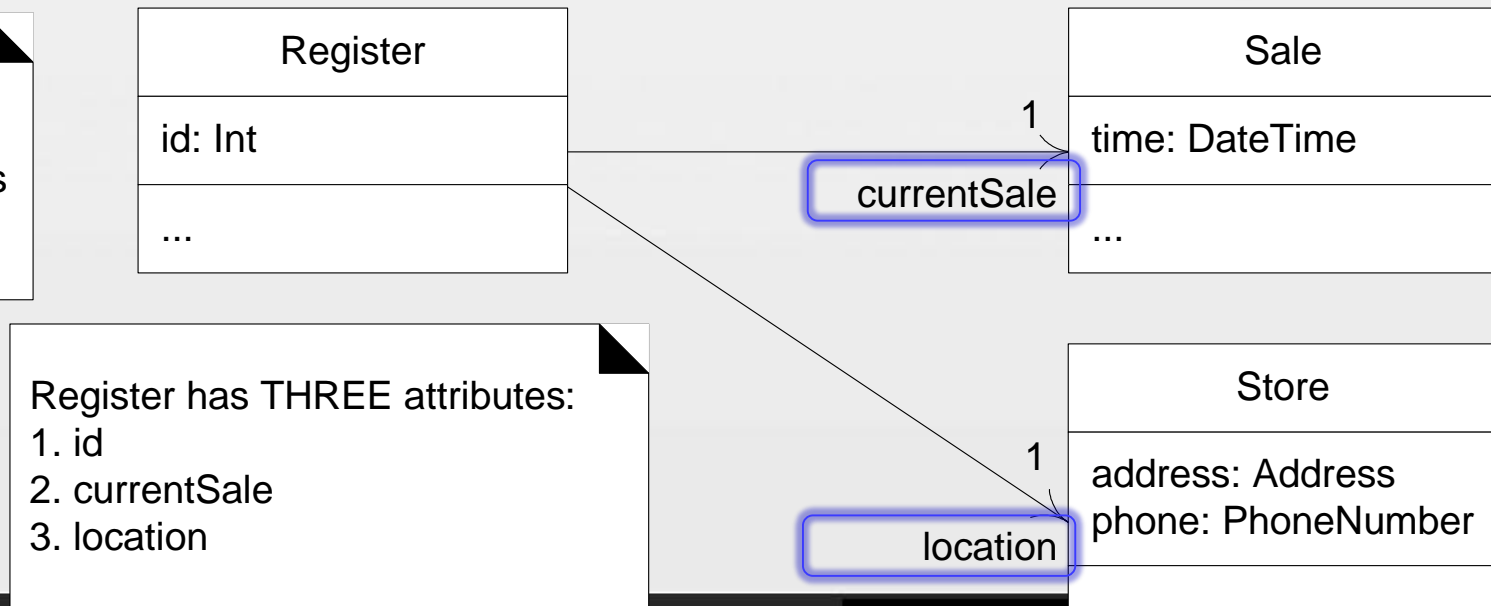 s
Register
id: Int
...
1
currentSale
Sale
time: DateTime
...
Register has THREE attributes:
1. id
2. currentSale
3. location
1
location
Store
address: Address
phone: PhoneNumber